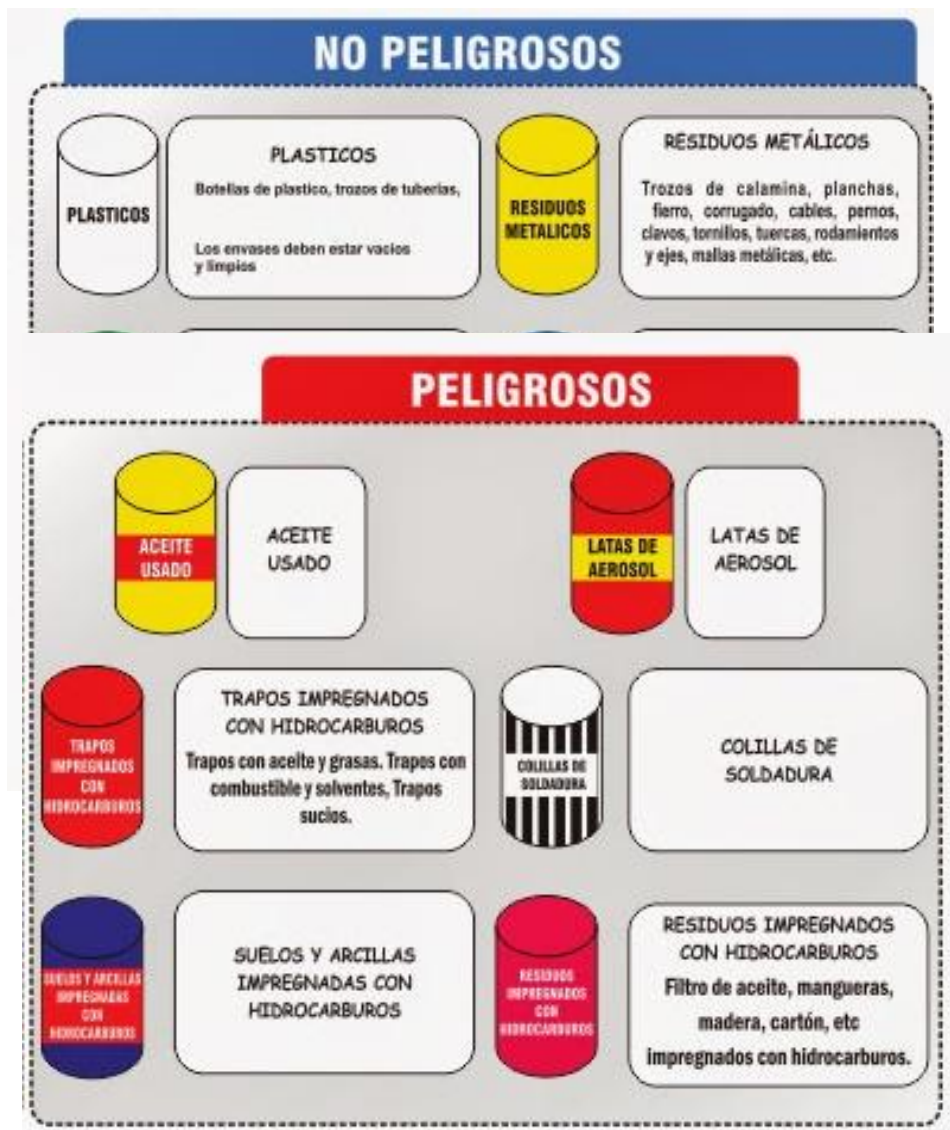 NO PELIGROSOS
PLASTICOS
PLASTICOS
Botellas de plastico, trozos de tuberias,
Los envases deben estar vacios
y limpios
RESIDUOS
METALICOS
RESIDUOS METÁLICOS
Trozos de calamina, planchas,
fierro, corrugado, cables, pernos,
clavos, tornillos, tuercas, rodamientos
y ejes, mallas metálicas, etc.
PELIGROSOS
ACEITE
USADO
ACEITE
USADO
LATAS DE
AEROSOL
LATAS DE
AEROSOL
TRAPOS
IMPREGNADOS
CON
HIDROCARBUROS
TRAPOS IMPREGNADOS
CON HIDROCARBUROS
Trapos con aceite y grasas. Trapos con
combustible y solventes, Trapos
sucios.
COLILLAS DE
SOLDADURA
COLILLAS DE
SOLDADURA
SUELOS Y ARCILLAS
IMPREGNADAS
CON
HIDROCARBUROS
SUELOS Y ARCILLAS
IMPREGNADAS CON
HIDROCARBUROS
RESIDUOS
IMPREGNADOS
CON
HIDROCARBUROS
RESIDUOS IMPREGNADOS
CON HIDROCARBUROS
Filtro de aceite, mangueras,
madera, cartón, etc
impregnados con hidrocarburos.